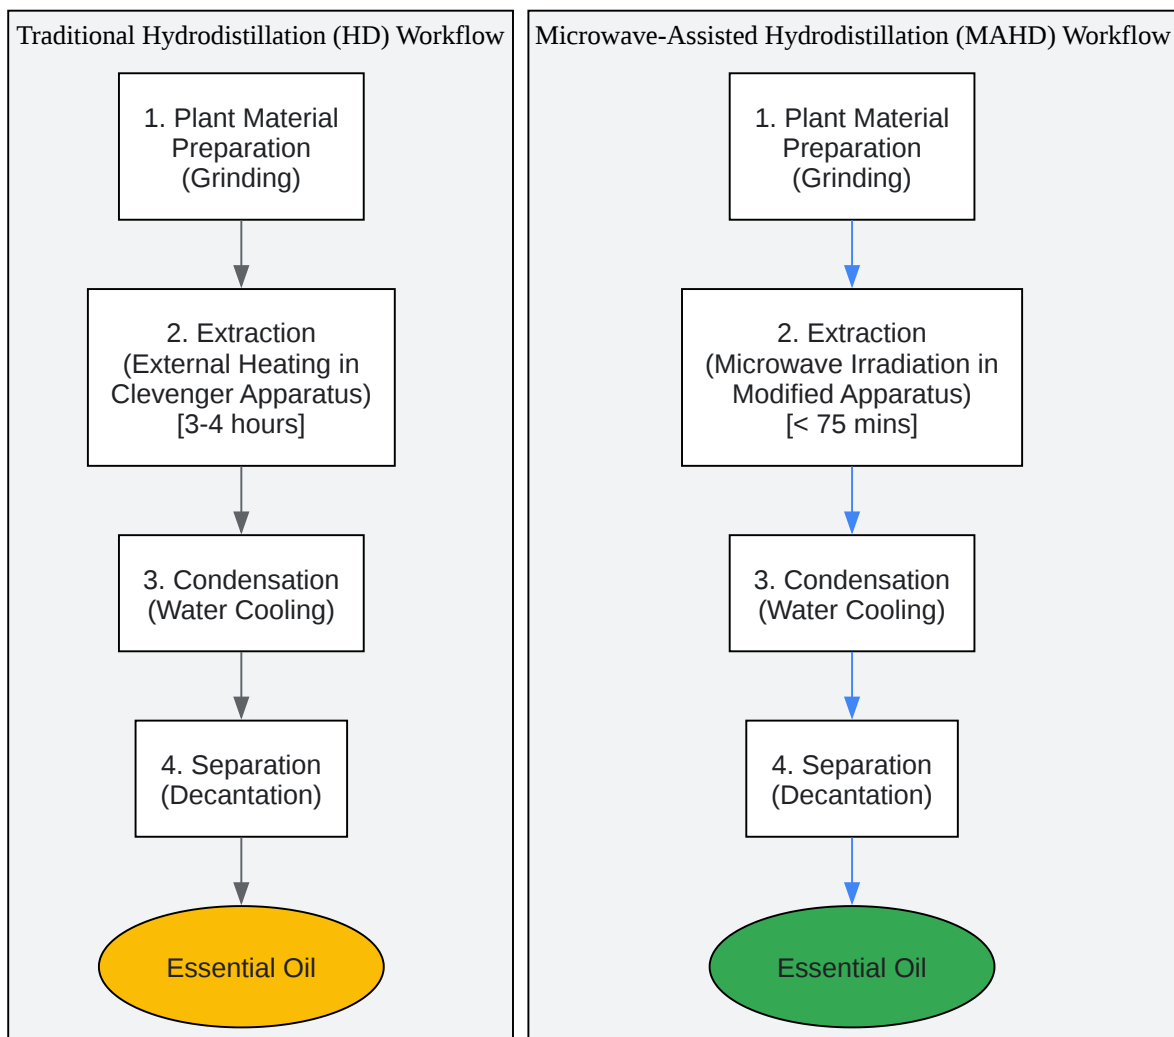 Traditional Hydrodistillation (HD) Workflow
1. Plant Material
Preparation
(Grinding)
2. Extraction
(External Heating in
Clevenger Apparatus)
[3-4 hours]
3. Condensation
(Water Cooling)
4. Separation
(Decantation)
Essential Oil
Microwave-Assisted Hydrodistillation (MAHD) Workflow
1. Plant Material
Preparation
(Grinding)
2. Extraction
(Microwave Irradiation in
Modified Apparatus)
[< 75 mins]
3. Condensation
(Water Cooling)
4. Separation
(Decantation)
Essential Oil